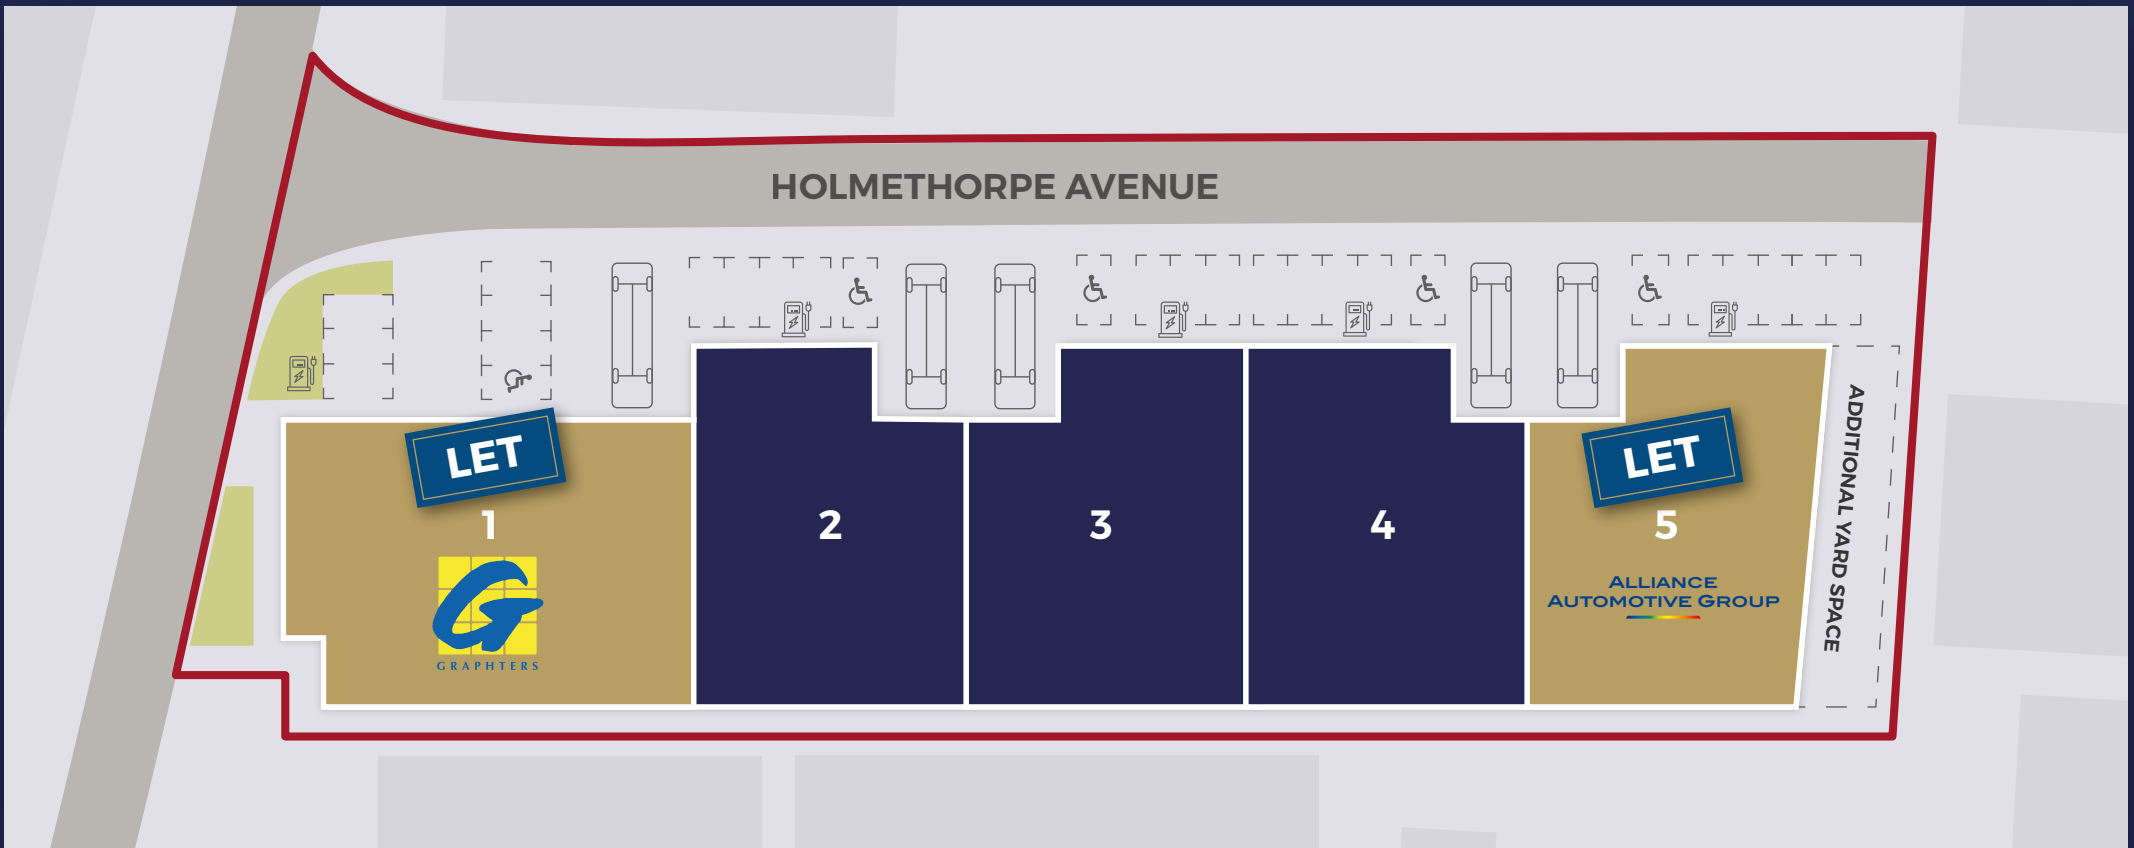 HOLMETHORPE AVENUE
LET
1
GRAPHTERS
2
3
4
LET
5
ALLIANCE
AUTOMOTIVE GROUP
ADDITIONAL YARD SPACE